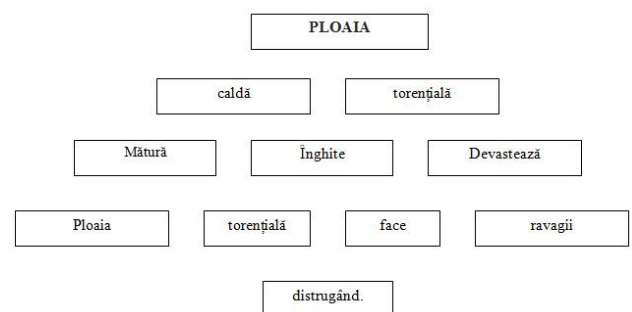 PLOAIA
caldă torențială
Mătură Înghite Devastează
Ploaia torențială face ravagii
distrugând.